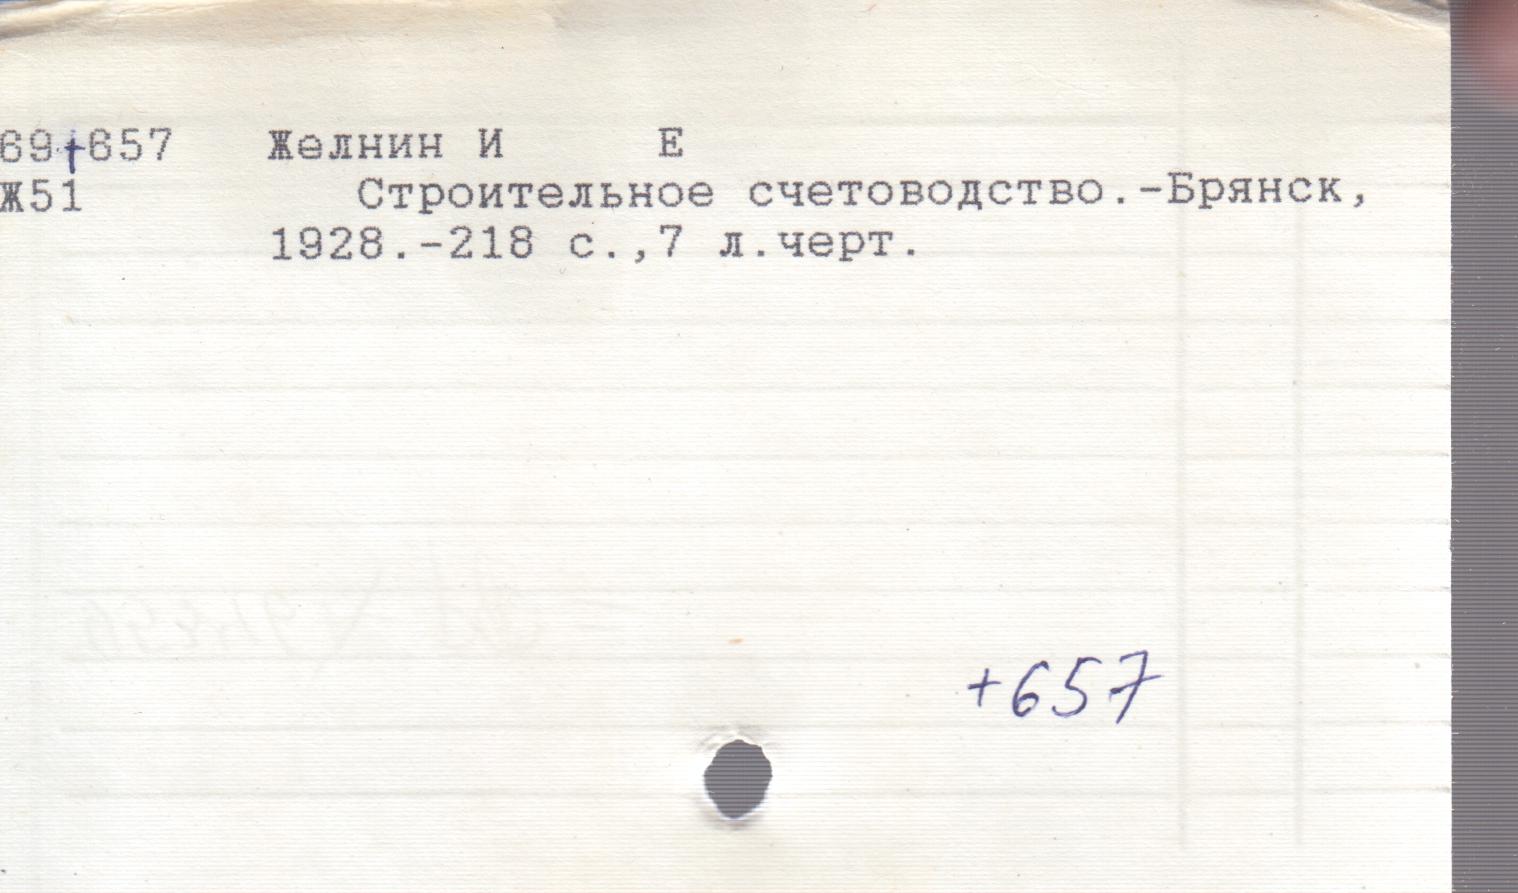 69+657 Желнин И Е
Ж51 Строительное счетоводство.-Брянск,
1928.-218 с.,7 л.черт.
+657